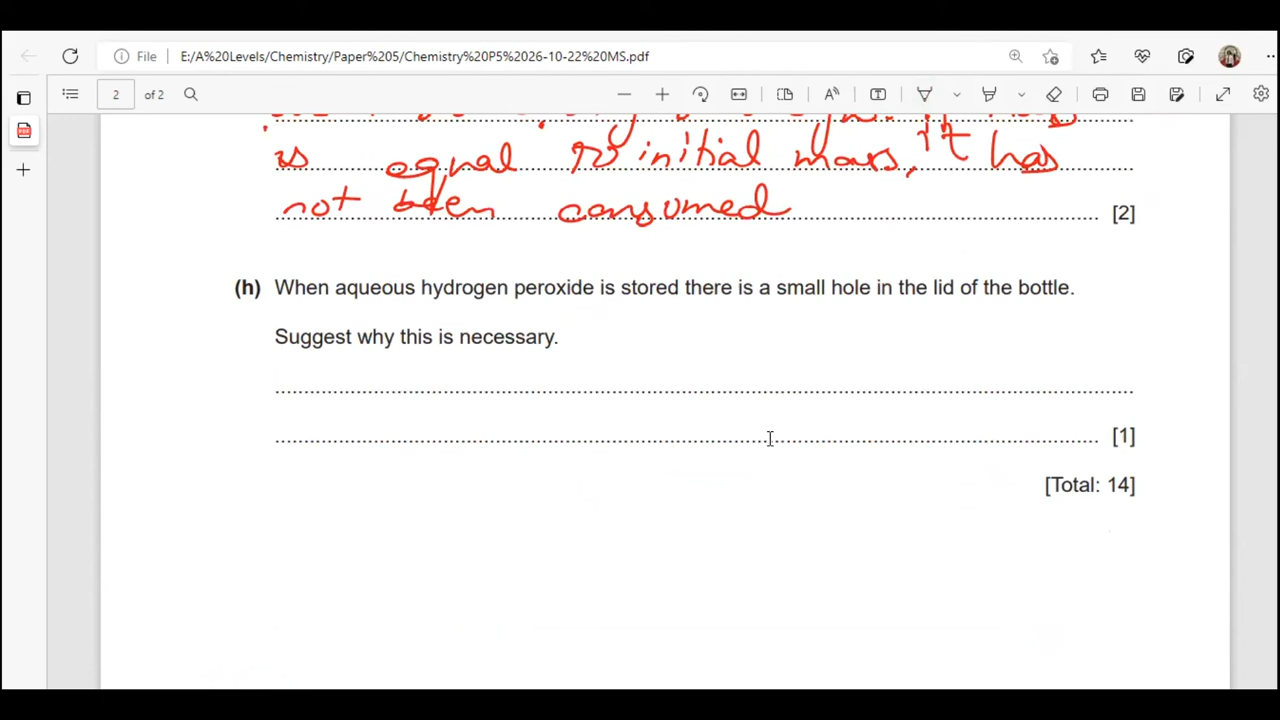 File E:/A%20Levels/Chemistry/Paper%205/Chemistry%20P5%2026-10-22%20MS.pdf
2 of 2
is equal to initial mass, it has
not been consumed [2]
(h) When aqueous hydrogen peroxide is stored there is a small hole in the lid of the bottle.
Suggest why this is necessary.
[1]
[Total: 14]